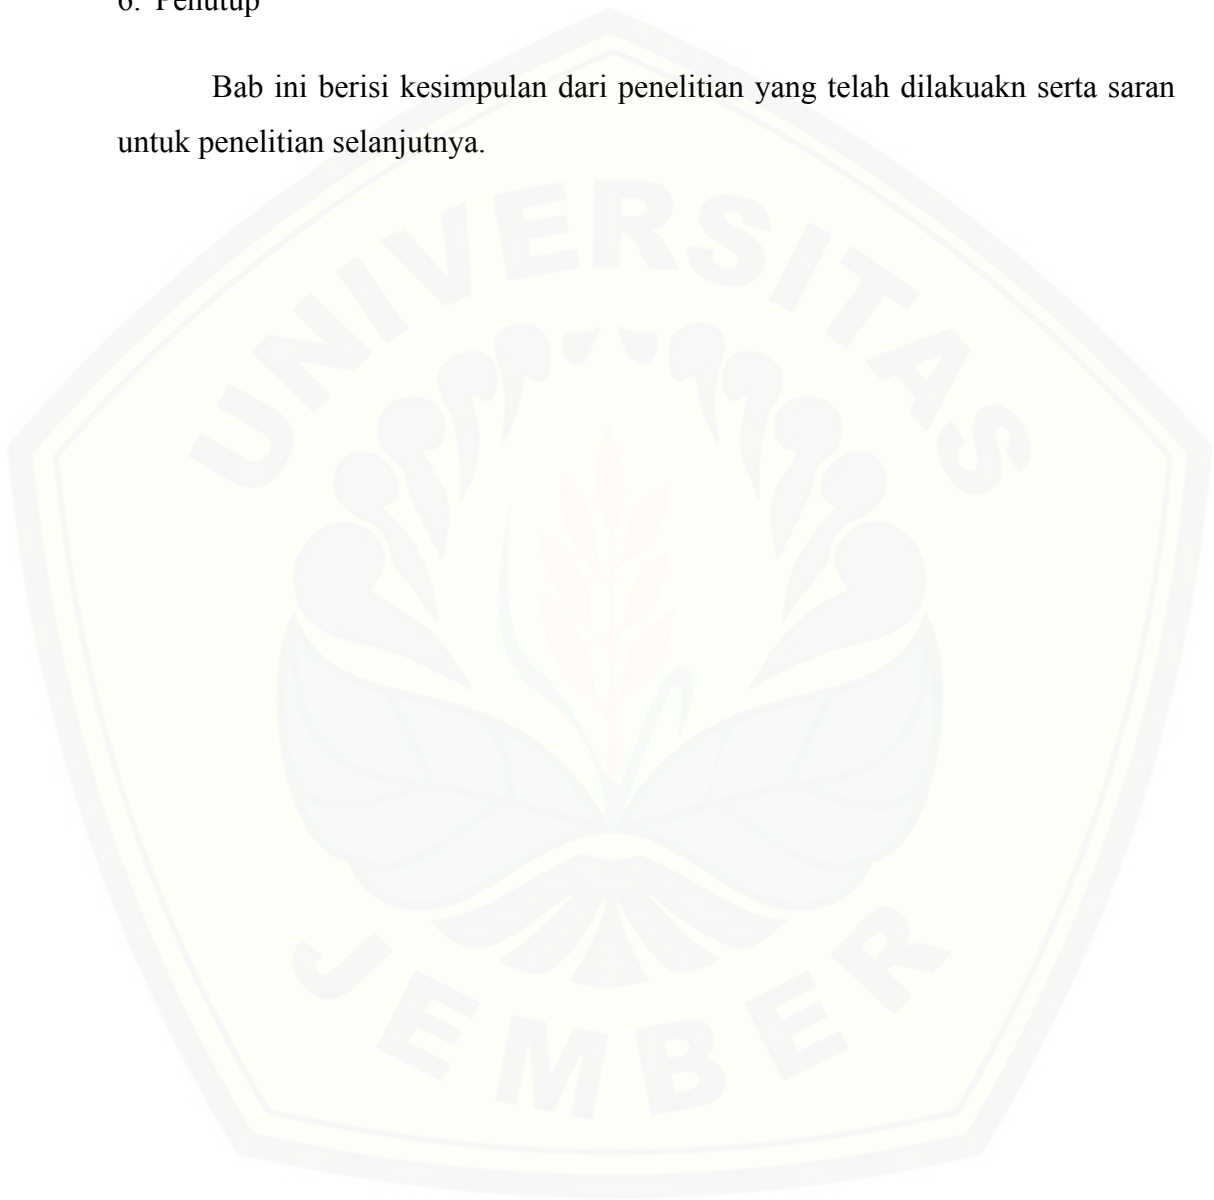 6. Penutup
Bab ini berisi kesimpulan dari penelitian yang telah dilakuakn serta saran
untuk penelitian selanjutnya.
UNIVERSITAS
JEMBER